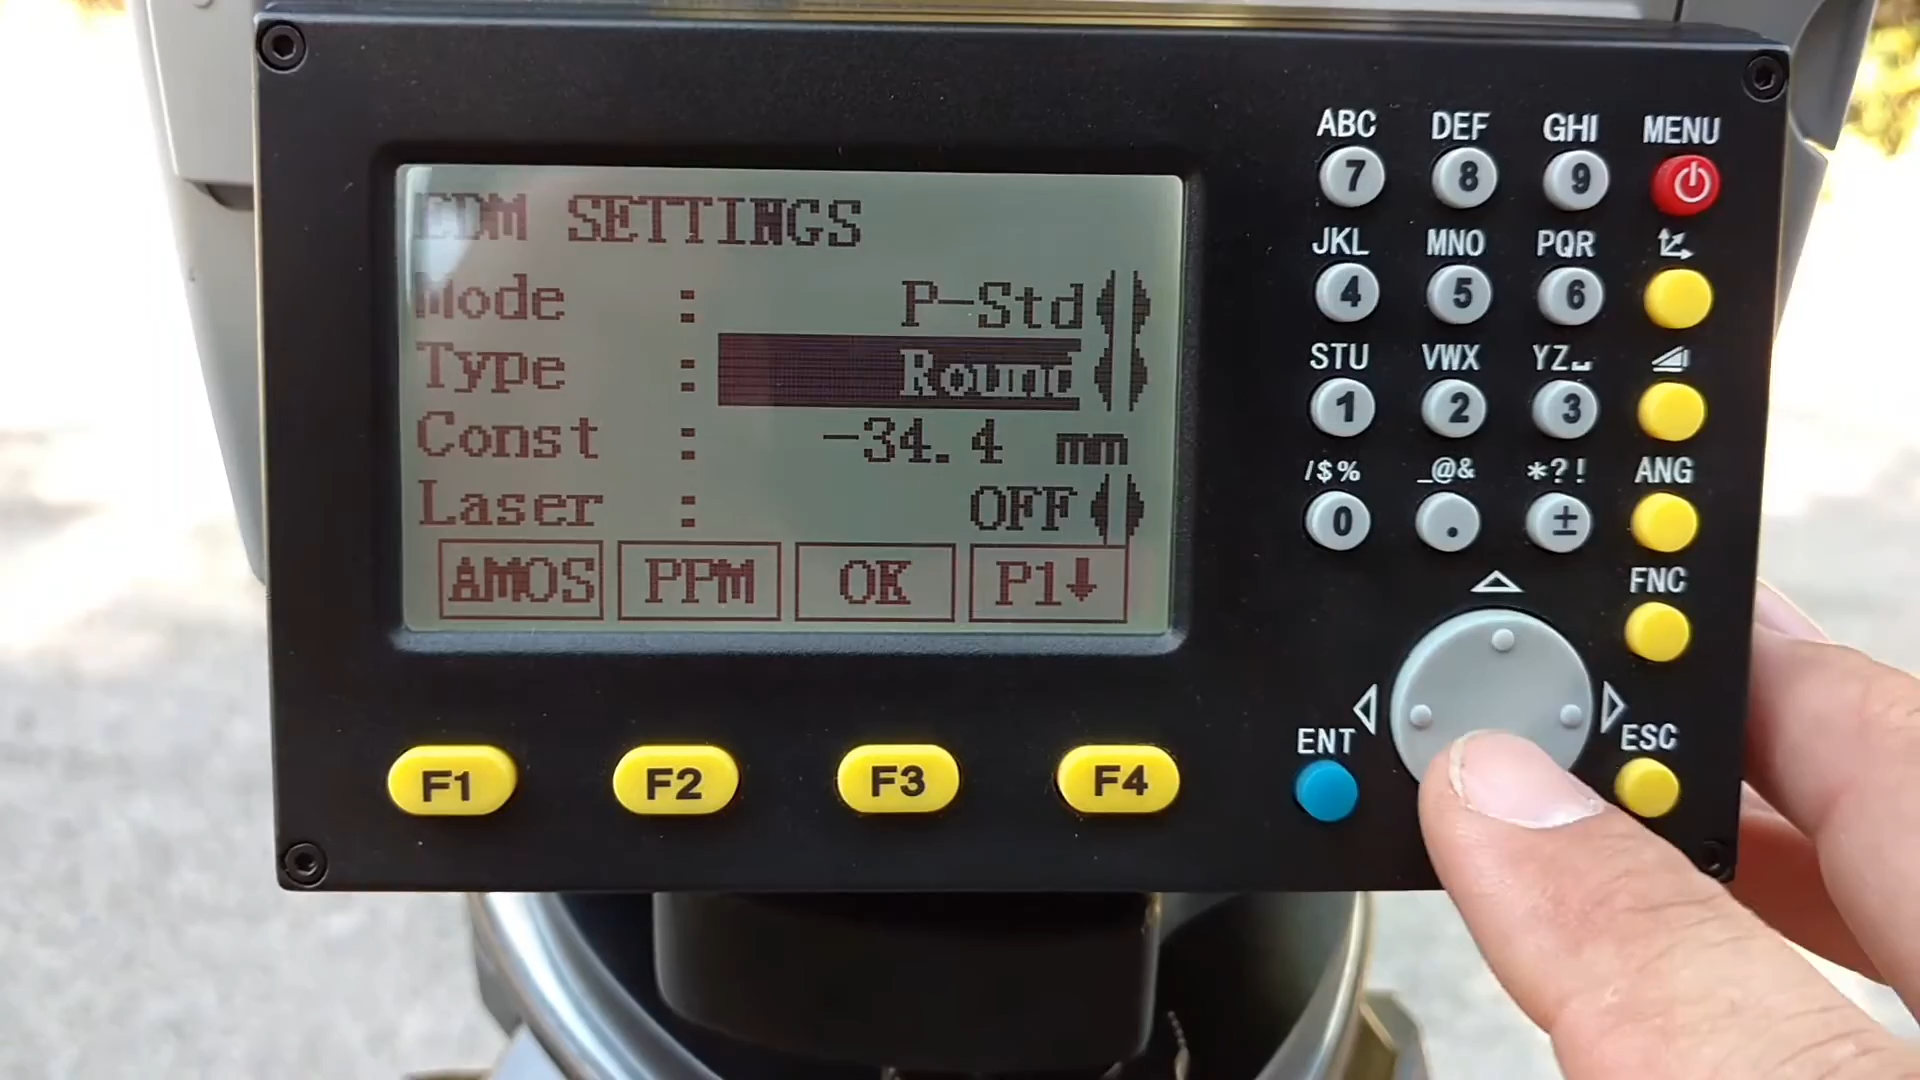 EDM SETTINGS
Mode : P-Std
Type : Round
Const : -34.4 mm
Laser : OFF
AMOS PPM OK P1↓
F1 F2 F3 F4
ABC DEF GHI MENU
7 8 9
JKL MNO PQR
4 5 6
STU VWX YZ⎵
1 2 3
/$% _@& *?! ANG
0 . ±
FNC
ENT ESC